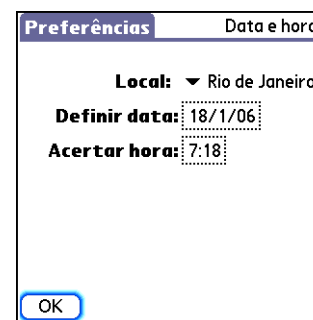 Preferências Data e hora
Local: Rio de Janeiro
Definir data: 18/1/06
Acertar hora: 7:18
OK